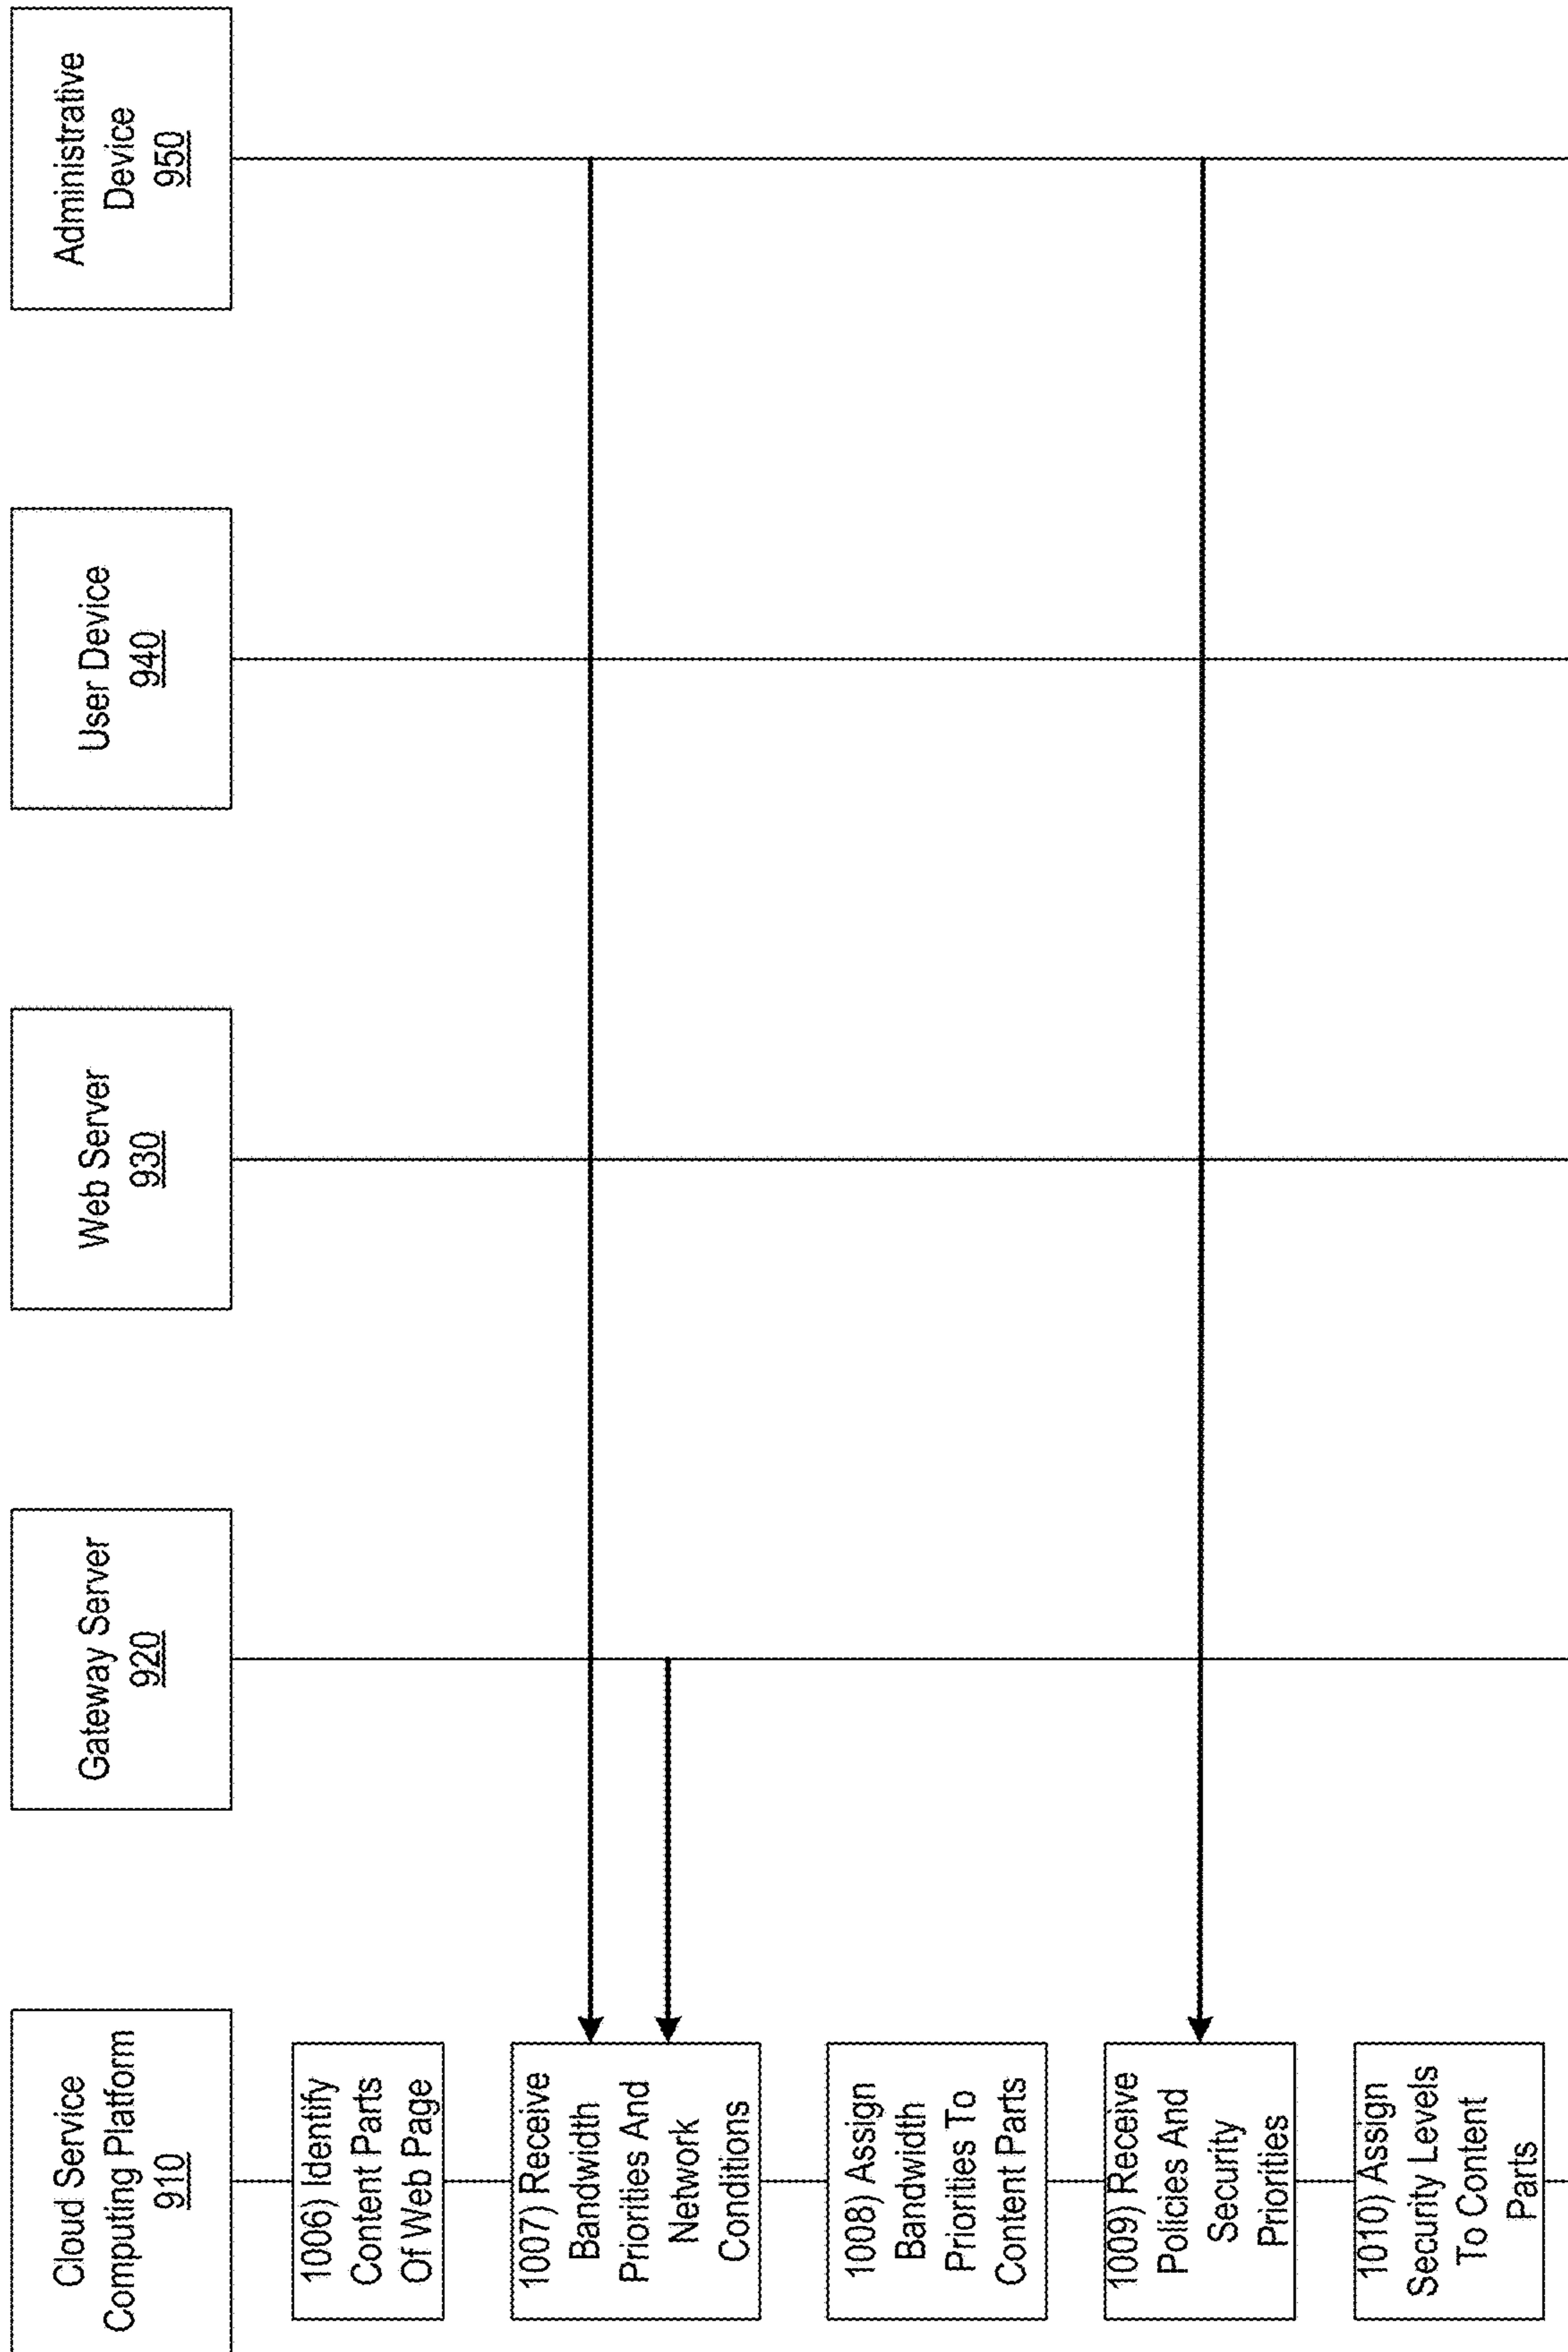 Cloud Service
Computing Platform
910
Gateway Server
920
Web Server
930
User Device
940
Administrative
Device
950
1006) Identify
Content Parts
Of Web Page
1007) Receive
Bandwidth
Priorities And
Network
Conditions
1008) Assign
Bandwidth
Priorities To
Content Parts
1009) Receive
Policies And
Security
Priorities
1010) Assign
Security Levels
To Content
Parts